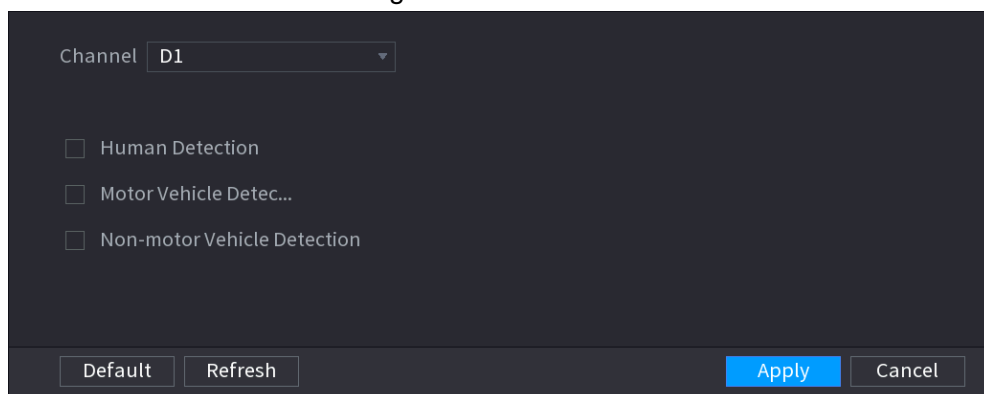 Channel D1
Human Detection
Motor Vehicle Detec...
Non-motor Vehicle Detection
Default Refresh Apply Cancel